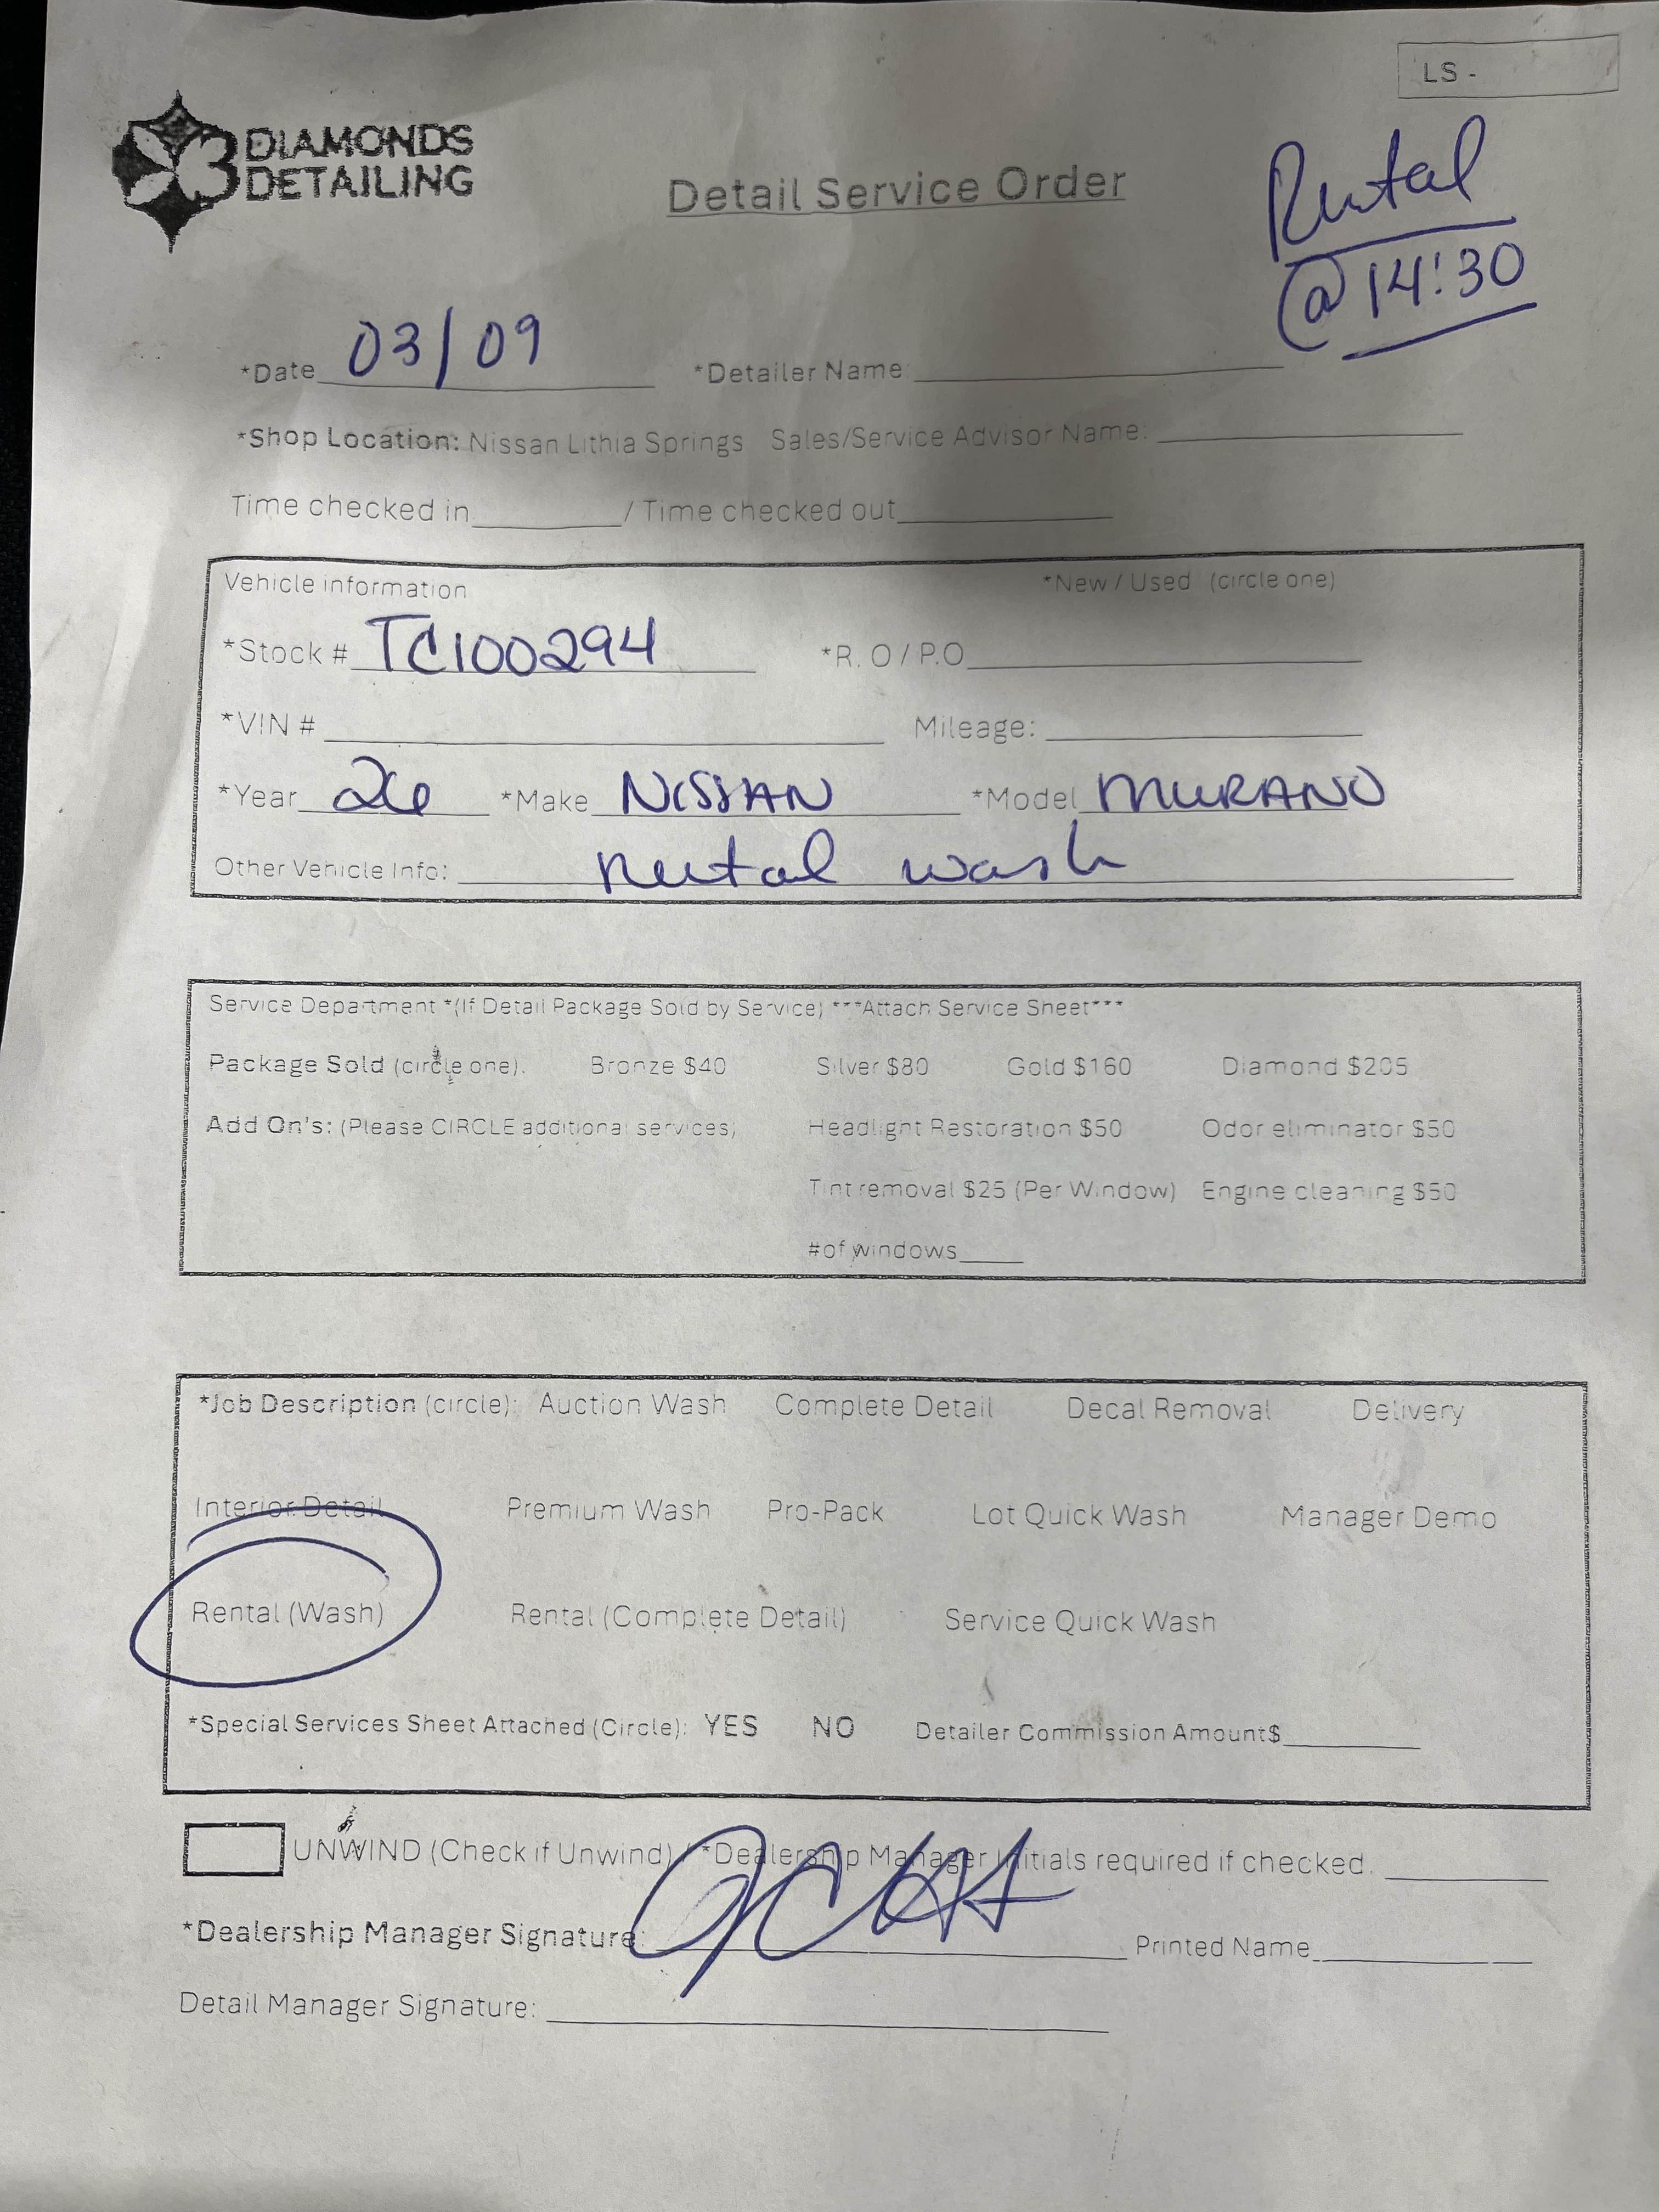 LS -
3 DIAMONDS
DETAILING
Detail Service Order
Rental
@ 14:30
*Date 03/09 *Detailer Name:
*Shop Location: Nissan Lithia Springs Sales/Service Advisor Name:
Time checked in / Time checked out
Vehicle information *New / Used (circle one)
*Stock # TC100294 *R. O / P.O
*VIN # Mileage:
*Year 26 *Make NISSAN *Model MURANO
Other Vehicle Info: Rental wash
Service Department *(If Detail Package Sold by Service) ***Attach Service Sheet***
Package Sold (circle one). Bronze $40 Silver $80 Gold $160 Diamond $205
Add On's: (Please CIRCLE additional services) Headlight Restoration $50 Odor eliminator $50
Tint removal $25 (Per Window) Engine cleaning $50
#of windows
*Job Description (circle): Auction Wash Complete Detail Decal Removal Delivery
Interior Detail Premium Wash Pro-Pack Lot Quick Wash Manager Demo
Rental (Wash) Rental (Complete Detail) Service Quick Wash
*Special Services Sheet Attached (Circle): YES NO Detailer Commission Amount$
UNWIND (Check if Unwind) / *Dealership Manager Initials required if checked.
*Dealership Manager Signature: Printed Name
Detail Manager Signature: